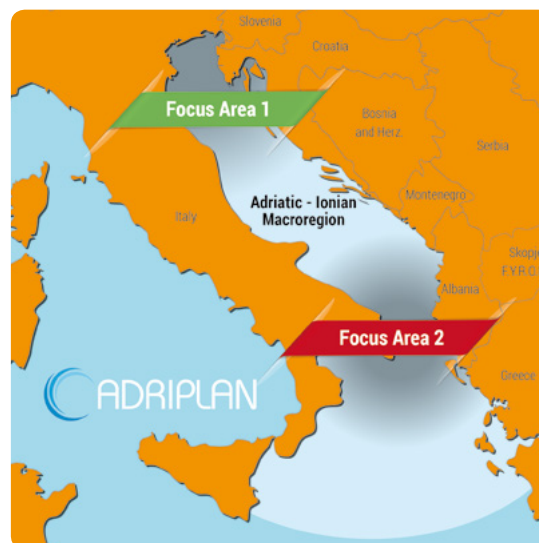 Slovenia
Croatia
Focus Area 1
Bosnia
and Herz.
Serbia
Adriatic - Ionian
Macroregion
Italy
Montenegro
Skopje
F.Y.R.O.
Albania
Focus Area 2
Greece
ADRIPLAN